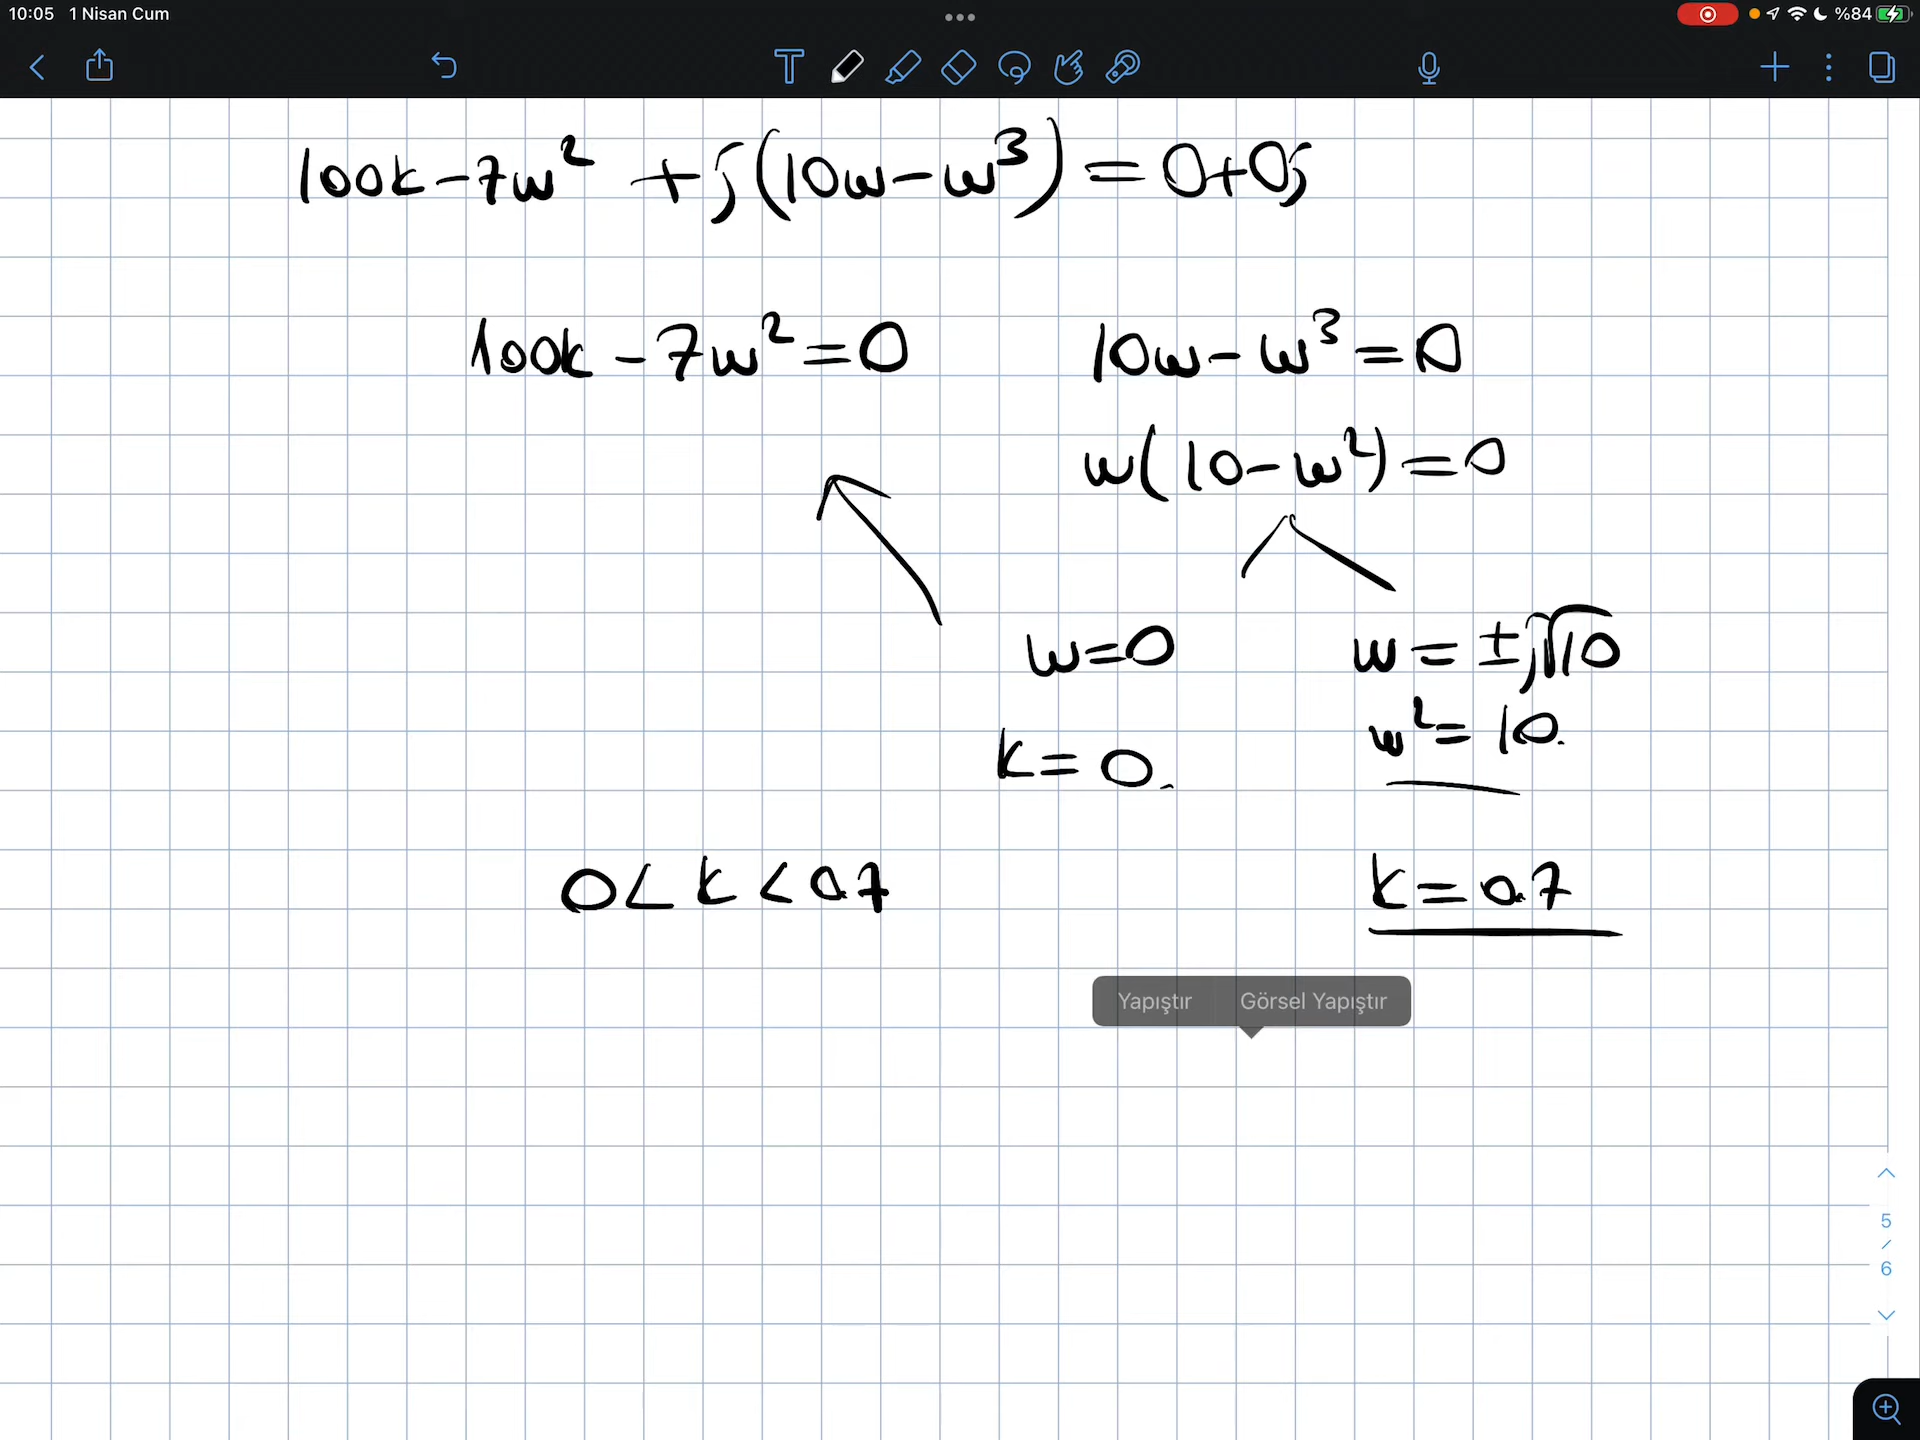 10:05 1 Nisan Cum
%84
100k-7w² + j(10w-w³) = 0+0j
100k-7w²=0
10w-w³=0
w(10-w²)=0
w=0
w=±j√10
w²=10.
k=0.
0<k<0.7
k=0.7
Yapıştır Görsel Yapıştır
5
/
6